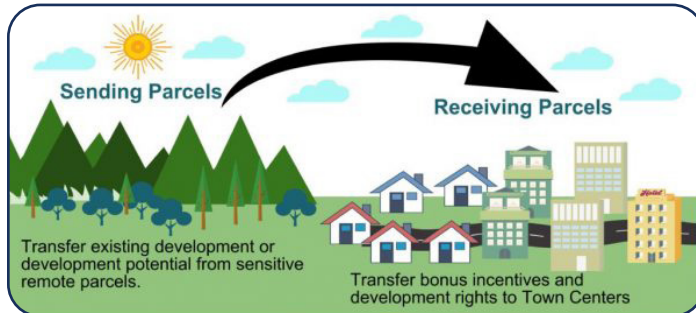 Sending Parcels
Receiving Parcels
Hotel
Transfer existing development or
development potential from sensitive
remote parcels.
Transfer bonus incentives and
development rights to Town Centers